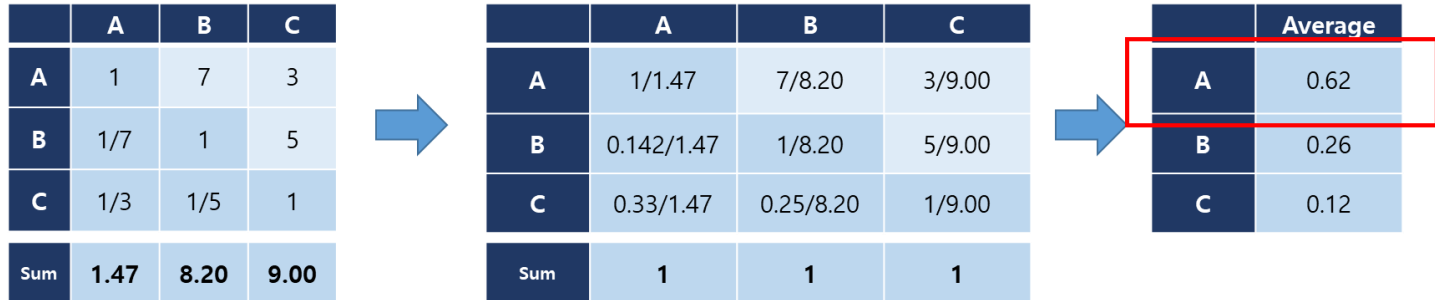 A B C A B C Average
A 1 7 3 A 1/1.47 7/8.20 3/9.00 A 0.62
B 1/7 1 5 B 0.142/1.47 1/8.20 5/9.00 B 0.26
C 1/3 1/5 1 C 0.33/1.47 0.25/8.20 1/9.00 C 0.12
Sum 1.47 8.20 9.00 Sum 1 1 1